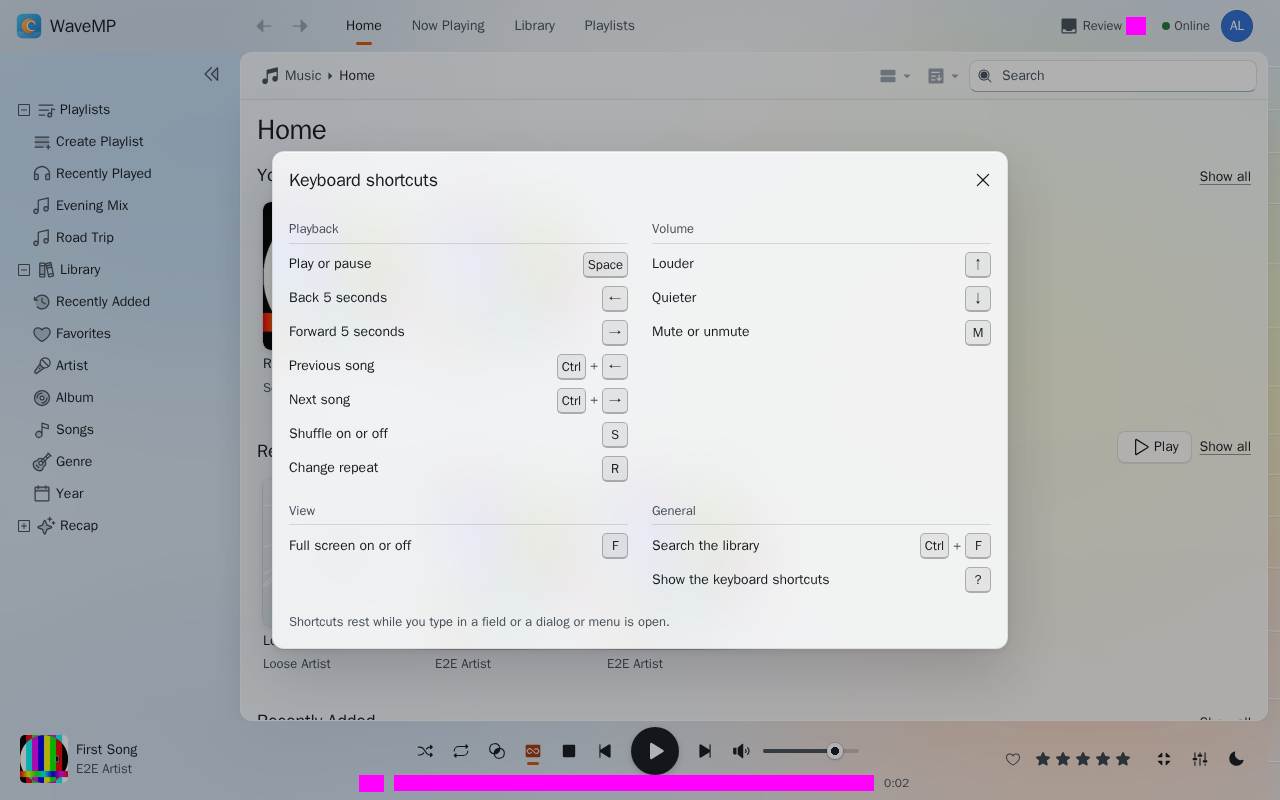 WaveMP
Home
Now Playing
Library
Playlists
Review
Online
AL
Music
Home
Search
Playlists
Create Playlist
Recently Played
Evening Mix
Road Trip
Library
Recently Added
Favorites
Artist
Album
Songs
Genre
Year
Recap
Home
Show all
Keyboard shortcuts
Playback
Play or pause Space
Back 5 seconds ←
Forward 5 seconds →
Previous song Ctrl + ←
Next song Ctrl + →
Shuffle on or off S
Change repeat R
Volume
Louder ↑
Quieter ↓
Mute or unmute M
View
Full screen on or off F
General
Search the library Ctrl + F
Show the keyboard shortcuts ?
Shortcuts rest while you type in a field or a dialog or menu is open.
Play
Show all
Loose Artist
E2E Artist
E2E Artist
Recently Added
Show all
First Song
E2E Artist
0:02